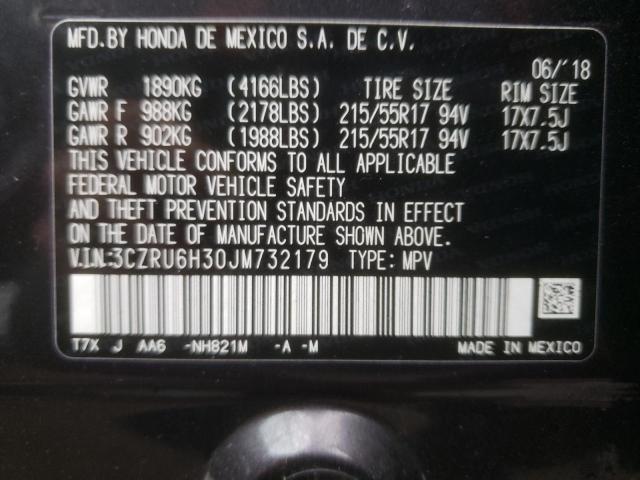 MFD.BY HONDA DE MEXICO S.A. DE C.V.
06/'18
GVWR 1890KG (4166LBS) TIRE SIZE RIM SIZE
GAWR F 988KG (2178LBS) 215/55R17 94V 17X7.5J
GAWR R 902KG (1988LBS) 215/55R17 94V 17X7.5J
THIS VEHICLE CONFORMS TO ALL APPLICABLE
FEDERAL MOTOR VEHICLE SAFETY
AND THEFT PREVENTION STANDARDS IN EFFECT
ON THE DATE OF MANUFACTURE SHOWN ABOVE.
V.I.N.:3CZRU6H30JM732179 TYPE: MPV
T7X J AA6 -NH821M -A -M MADE IN MEXICO